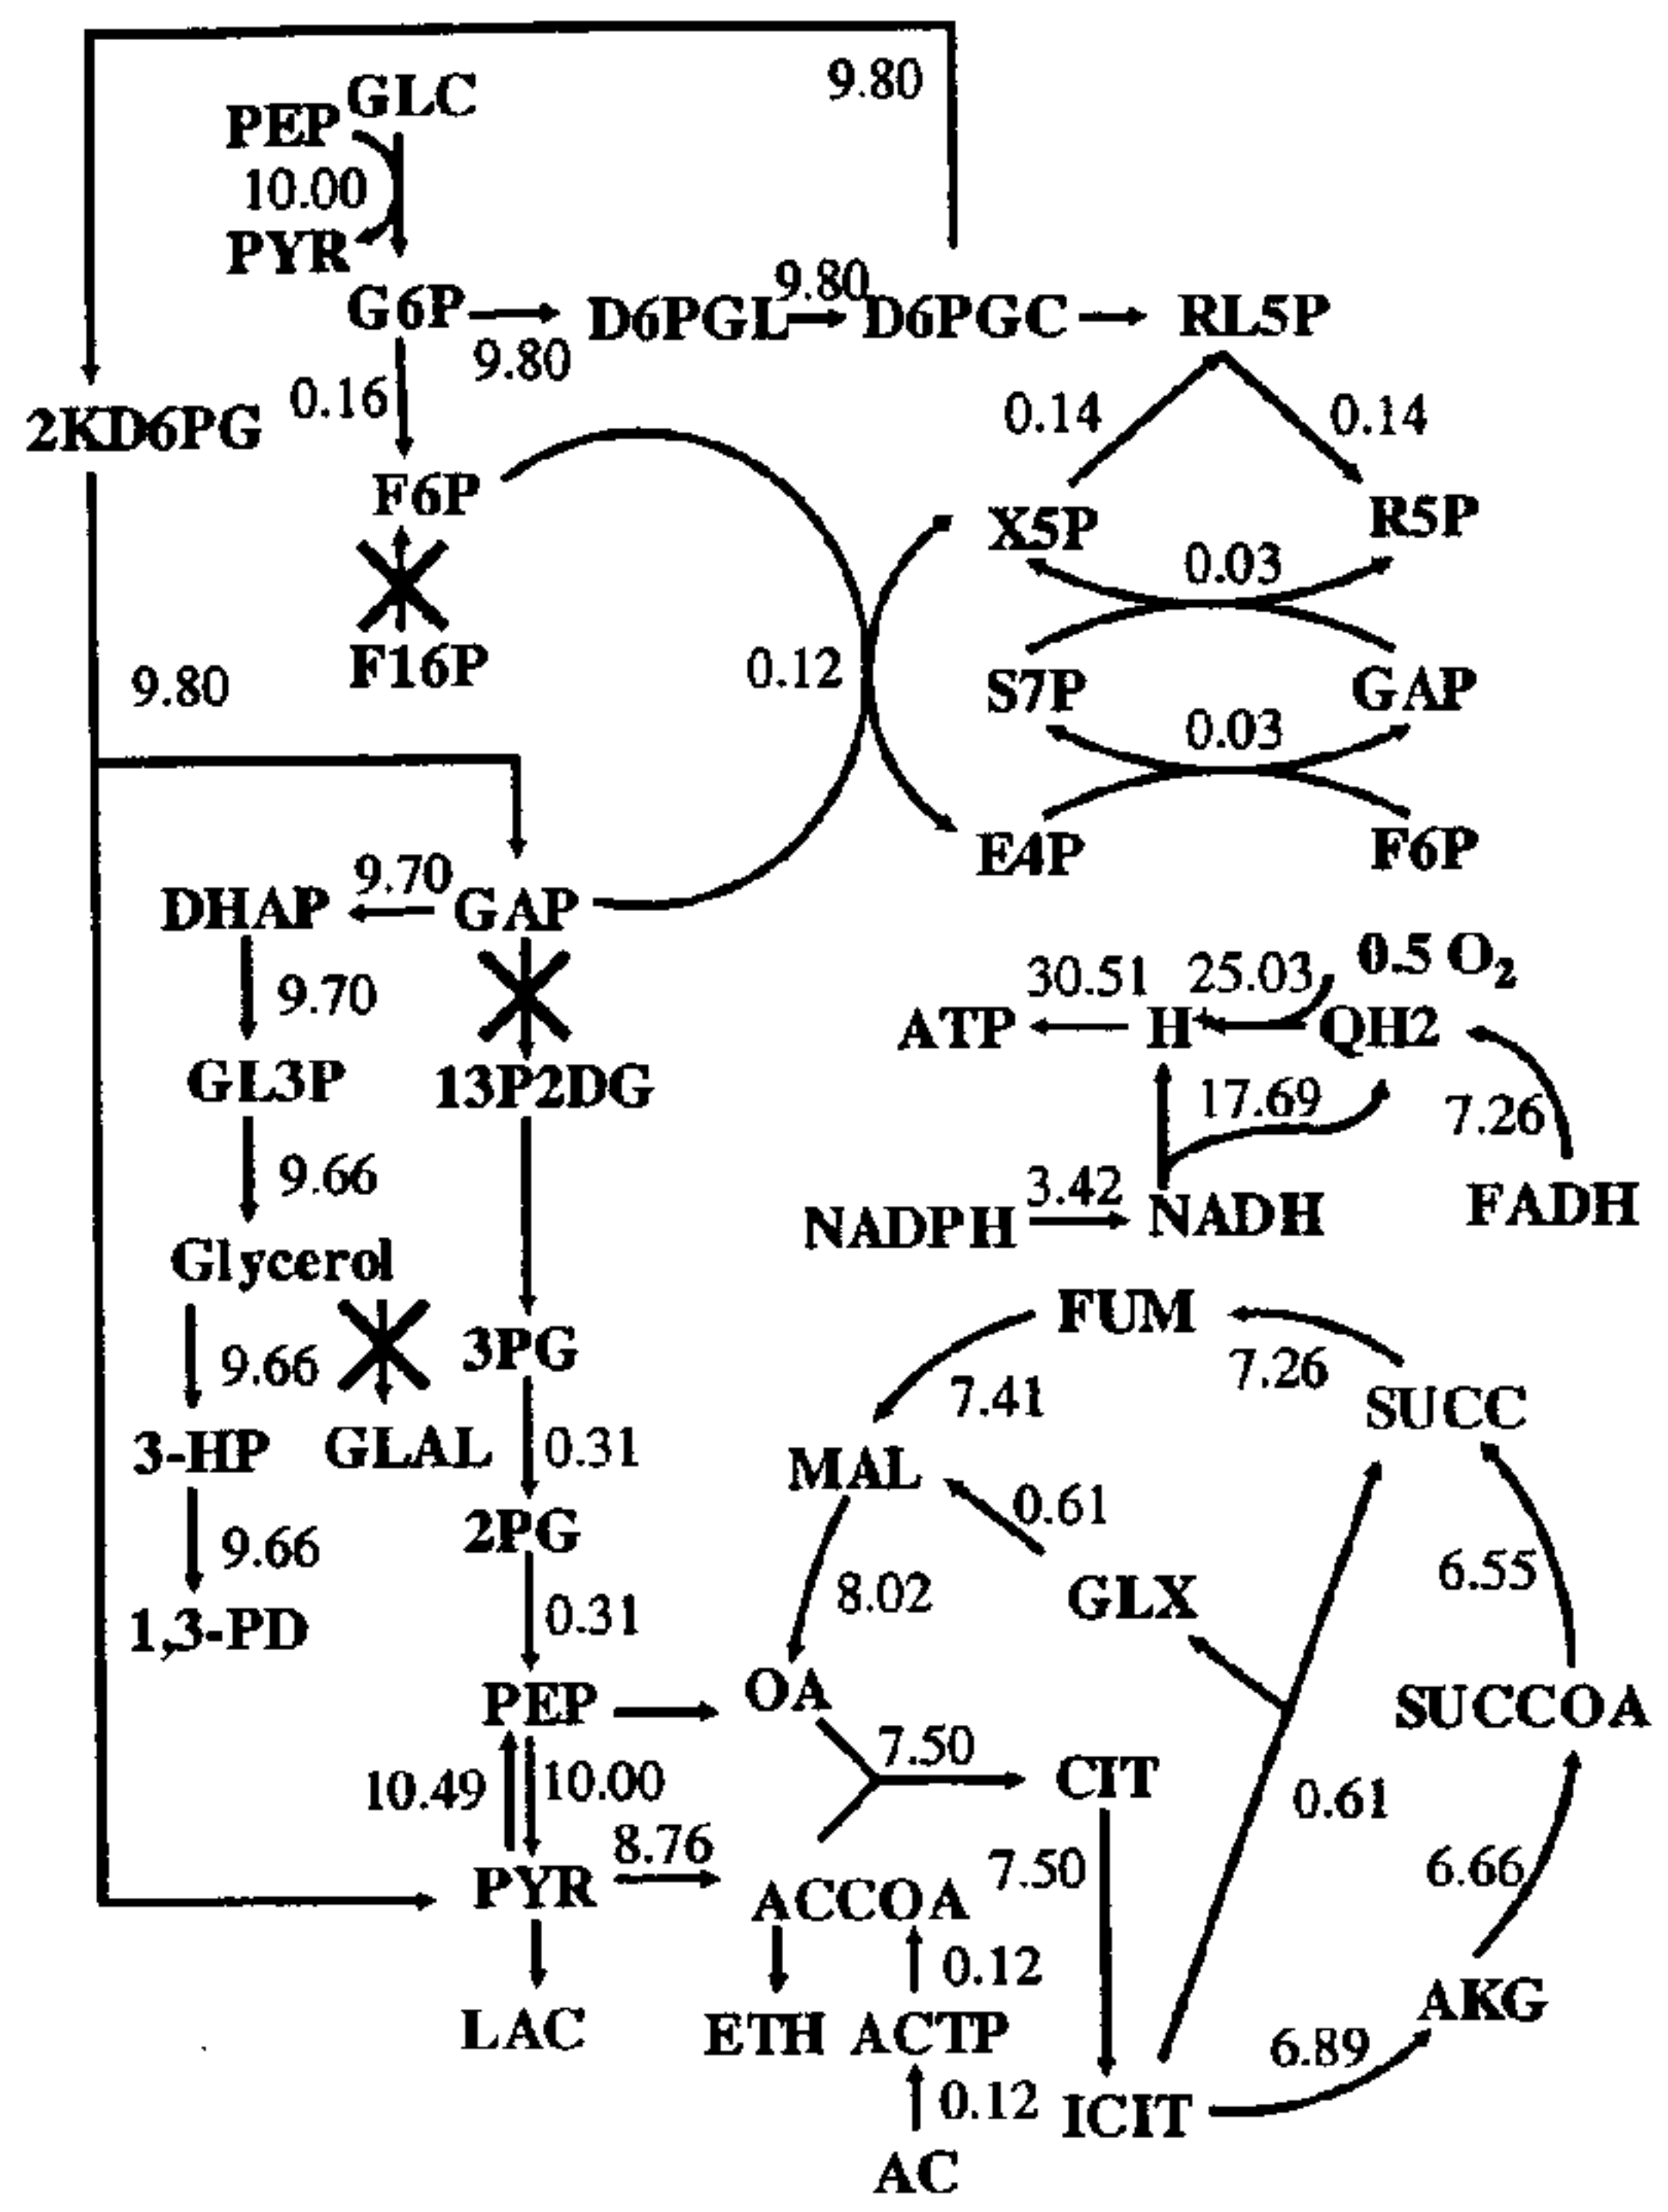 9.80
GLC
PEP
10.00
PYR
G6P
9.80
D6PGL
9.80
D6PGC
RL5P
0.16
2KD6PG
0.14
0.14
F6P
X5P
R5P
0.03
F16P
9.80
0.12
S7P
GAP
0.03
E4P
F6P
9.70
DHAP
GAP
9.70
30.51
25.03
0.5 O₂
ATP
H
QH2
GL3P
13P2DG
17.69
7.26
9.66
3.42
NADPH
NADH
FADH
Glycerol
FUM
9.66
3PG
7.41
7.26
SUCC
3-HP
GLAL
0.31
MAL
0.61
9.66
2PG
8.02
GLX
6.55
1,3-PD
0.31
PEP
OA
SUCCOA
10.49
10.00
7.50
CIT
0.61
8.76
7.50
6.66
PYR
ACCOA
0.12
AKG
LAC
ETH
ACTP
6.89
0.12
ICIT
AC